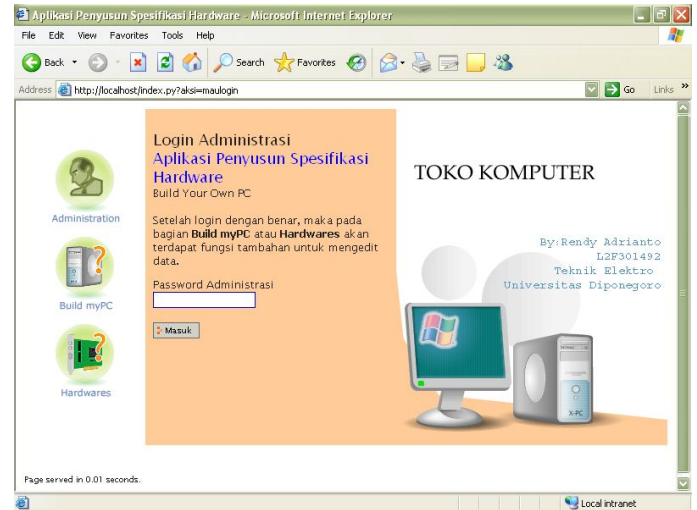 Aplikasi Penyusun Spesifikasi Hardware - Microsoft Internet Explorer
File Edit View Favorites Tools Help
Back Search Favorites
Address http://localhost/index.py?aksi=maulogin Go Links »
Administration
Build myPC
Hardwares
Login Administrasi
Aplikasi Penyusun Spesifikasi
Hardware
Build Your Own PC
Setelah login dengan benar, maka pada
bagian Build myPC atau Hardwares akan
terdapat fungsi tambahan untuk mengedit
data.
Password Administrasi
Masuk
TOKO KOMPUTER
By:Rendy Adrianto
L2F301492
Teknik Elektro
Universitas Diponegoro
X-PC
Page served in 0.01 seconds.
Local intranet